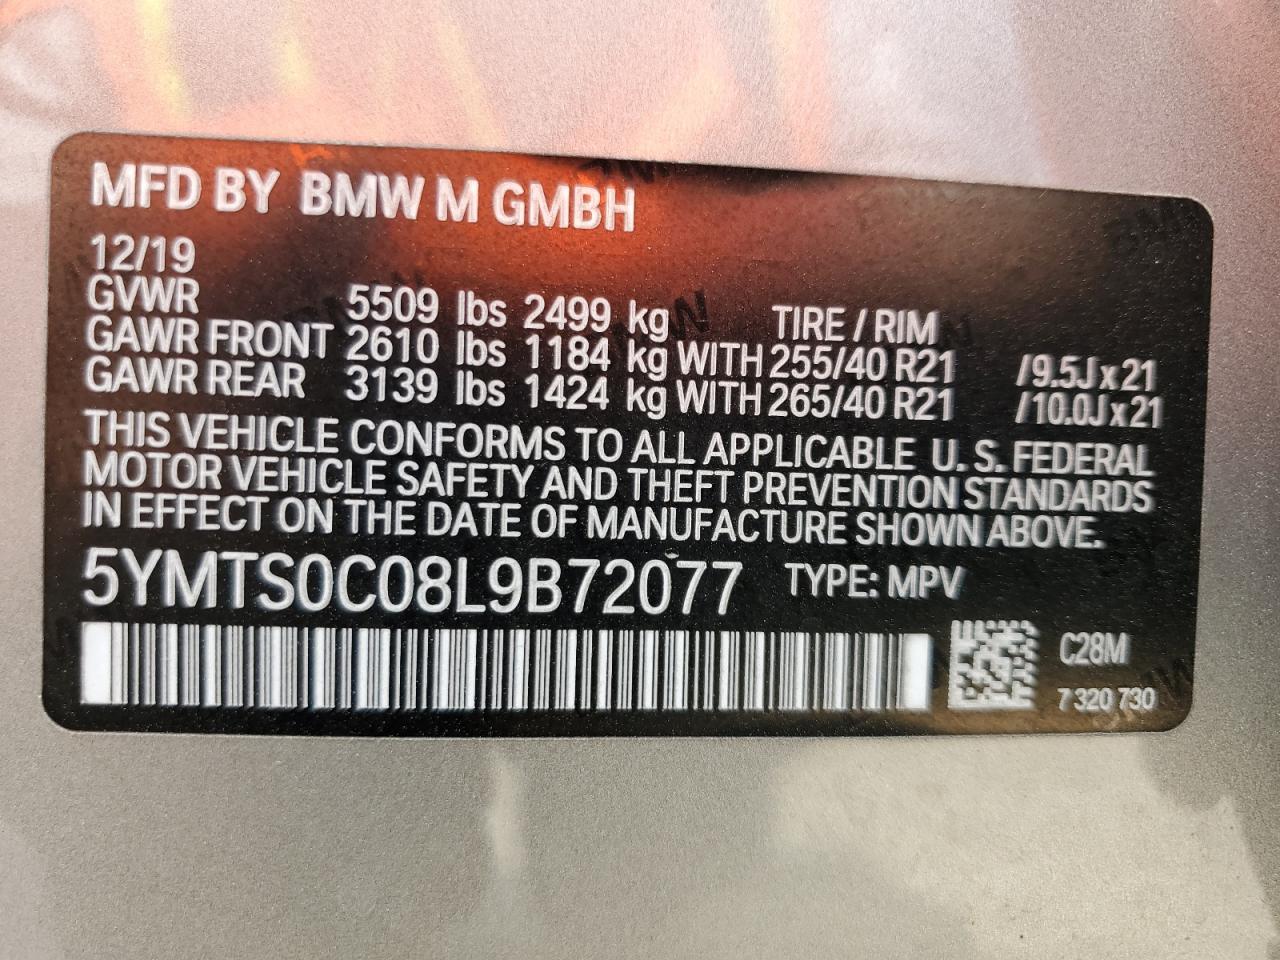 MFD BY BMW M GMBH
12/19
GVWR 5509 lbs 2499 kg TIRE / RIM
GAWR FRONT 2610 lbs 1184 kg WITH 255/40 R21 /9.5J x 21
GAWR REAR 3139 lbs 1424 kg WITH 265/40 R21 /10.0J x 21
THIS VEHICLE CONFORMS TO ALL APPLICABLE U. S. FEDERAL
MOTOR VEHICLE SAFETY AND THEFT PREVENTION STANDARDS
IN EFFECT ON THE DATE OF MANUFACTURE SHOWN ABOVE.
5YMTS0C08L9B72077 TYPE: MPV
C28M
7 320 730